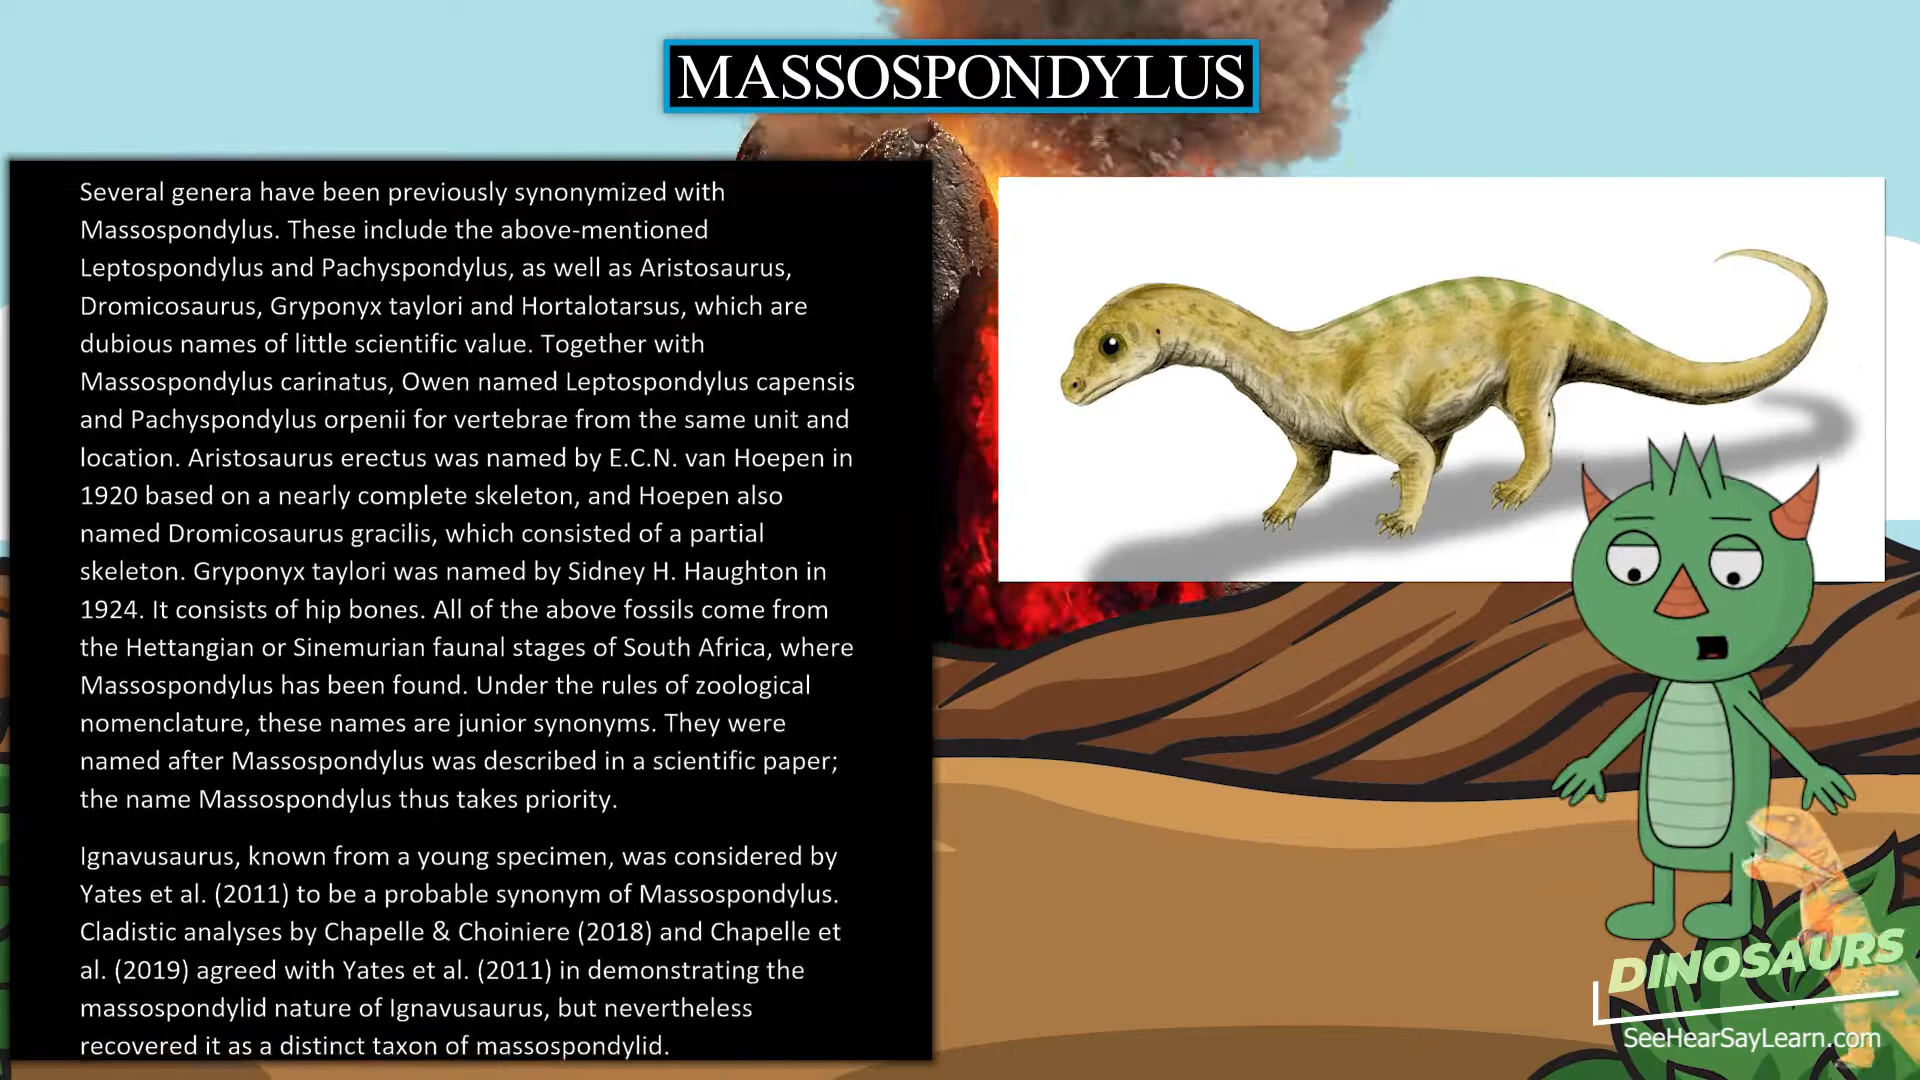 MASSOSPONDYLUS
Several genera have been previously synonymized with
Massospondylus. These include the above-mentioned
Leptospondylus and Pachyspondylus, as well as Aristosaurus,
Dromicosaurus, Gryponyx taylori and Hortalotarsus, which are
dubious names of little scientific value. Together with
Massospondylus carinatus, Owen named Leptospondylus capensis
and Pachyspondylus orpenii for vertebrae from the same unit and
location. Aristosaurus erectus was named by E.C.N. van Hoepen in
1920 based on a nearly complete skeleton, and Hoepen also
named Dromicosaurus gracilis, which consisted of a partial
skeleton. Gryponyx taylori was named by Sidney H. Haughton in
1924. It consists of hip bones. All of the above fossils come from
the Hettangian or Sinemurian faunal stages of South Africa, where
Massospondylus has been found. Under the rules of zoological
nomenclature, these names are junior synonyms. They were
named after Massospondylus was described in a scientific paper;
the name Massospondylus thus takes priority.
Ignavusaurus, known from a young specimen, was considered by
Yates et al. (2011) to be a probable synonym of Massospondylus.
Cladistic analyses by Chapelle & Choiniere (2018) and Chapelle et
al. (2019) agreed with Yates et al. (2011) in demonstrating the
massospondylid nature of Ignavusaurus, but nevertheless
recovered it as a distinct taxon of massospondylid.
DINOSAURS
SeeHearSayLearn.com